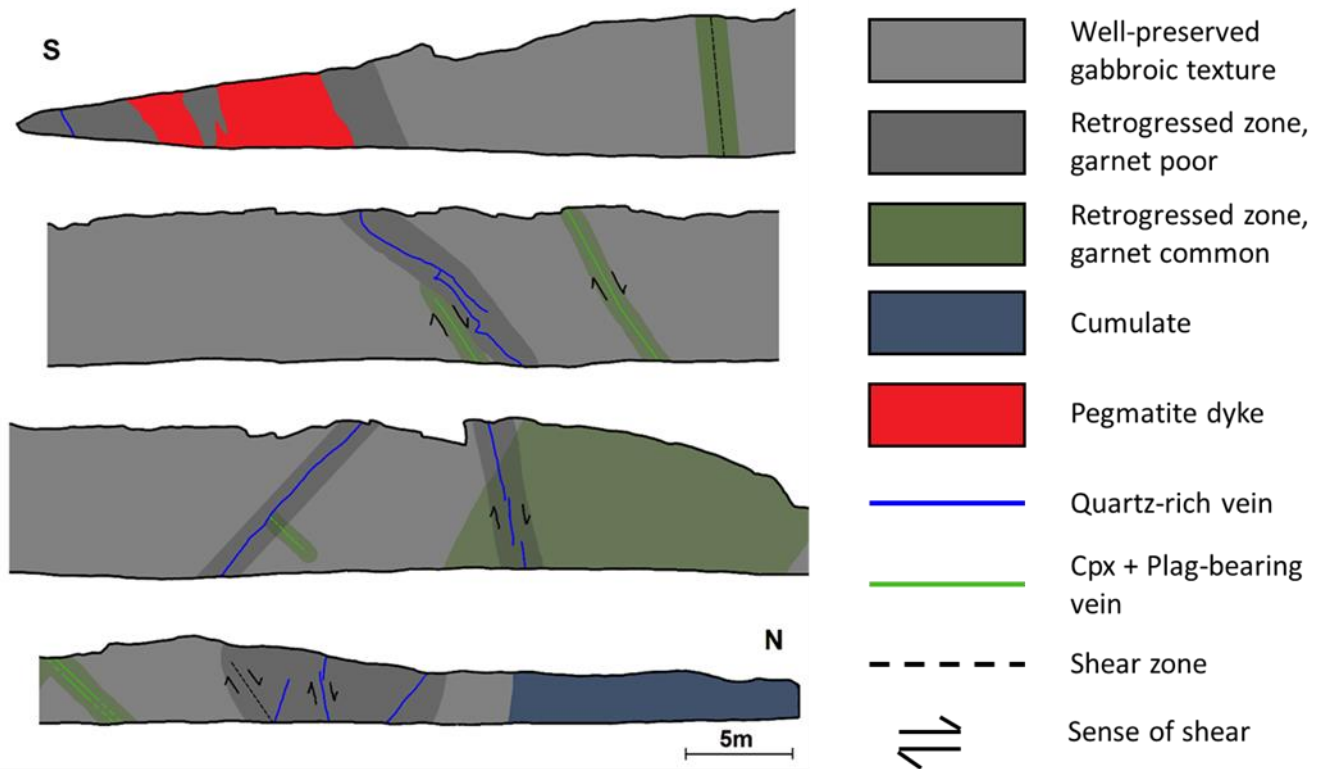 S
N
5m
Well-preserved
gabbroic texture
Retrogressed zone,
garnet poor
Retrogressed zone,
garnet common
Cumulate
Pegmatite dyke
Quartz-rich vein
Cpx + Plag-bearing
vein
Shear zone
Sense of shear